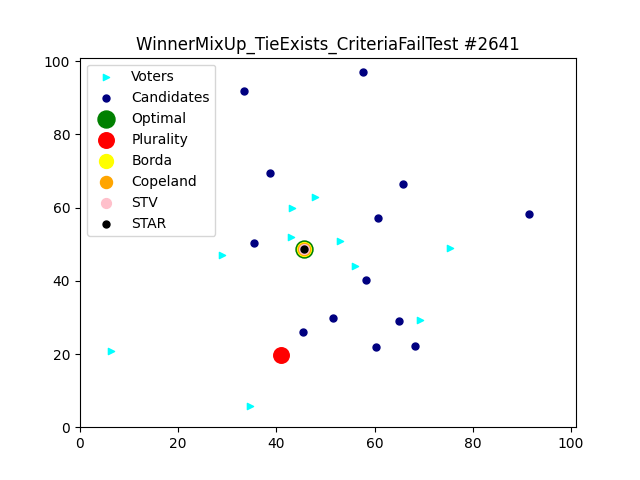 WinnerMixUp_TieExists_CriteriaFailTest #2641
100
80
60
40
20
0
0 20 40 60 80 100
Voters
Candidates
Optimal
Plurality
Borda
Copeland
STV
STAR